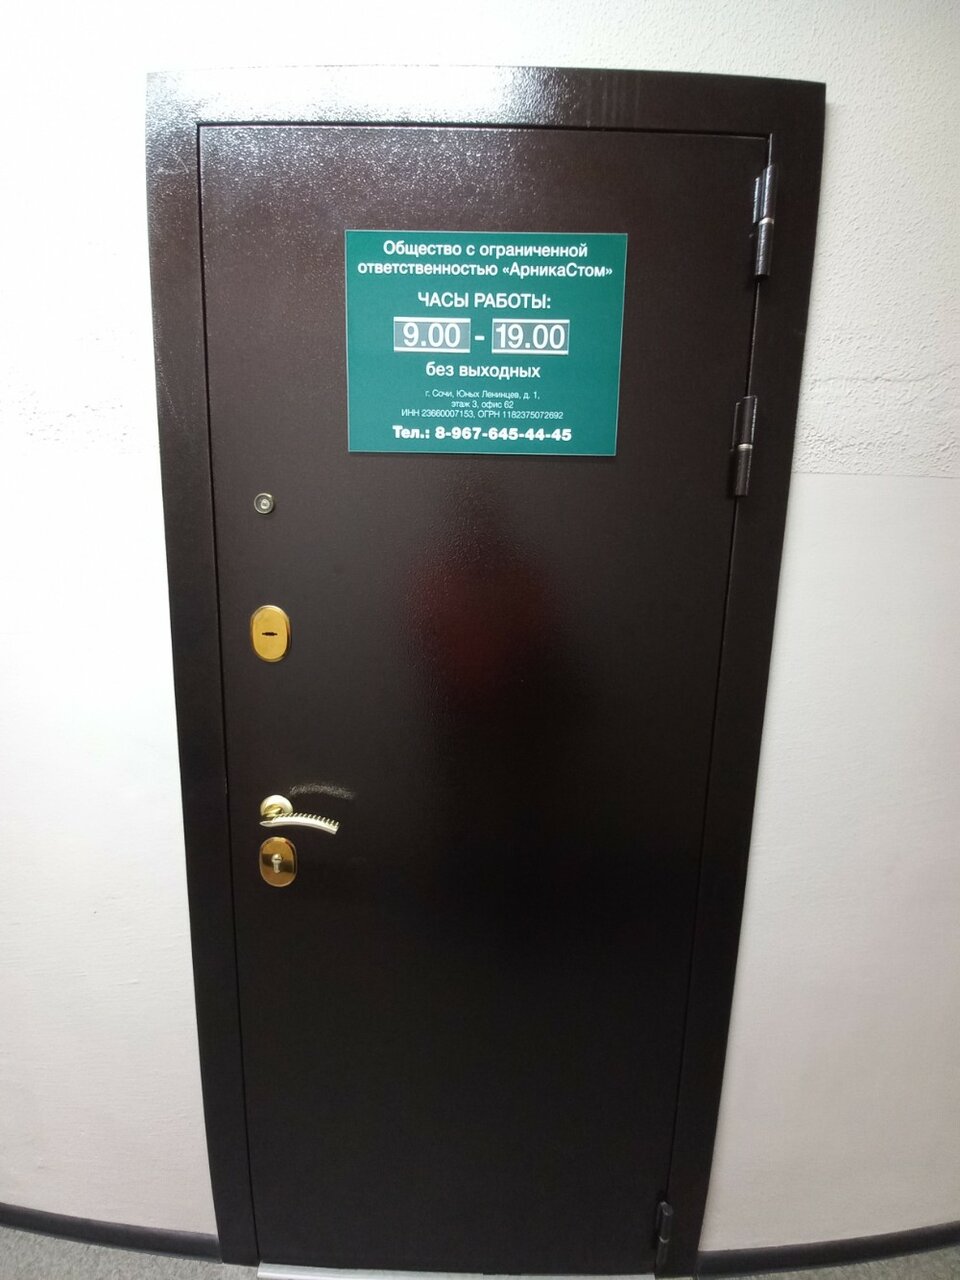 Общество с ограниченной
ответственностью «АрникаСтом»
ЧАСЫ РАБОТЫ:
9.00 - 19.00
без выходных
г. Сочи, Юных Ленинцев, д. 1,
этаж 3, офис 62
ИНН 23660007153, ОГРН 1182375072692
Тел.: 8-967-645-44-45